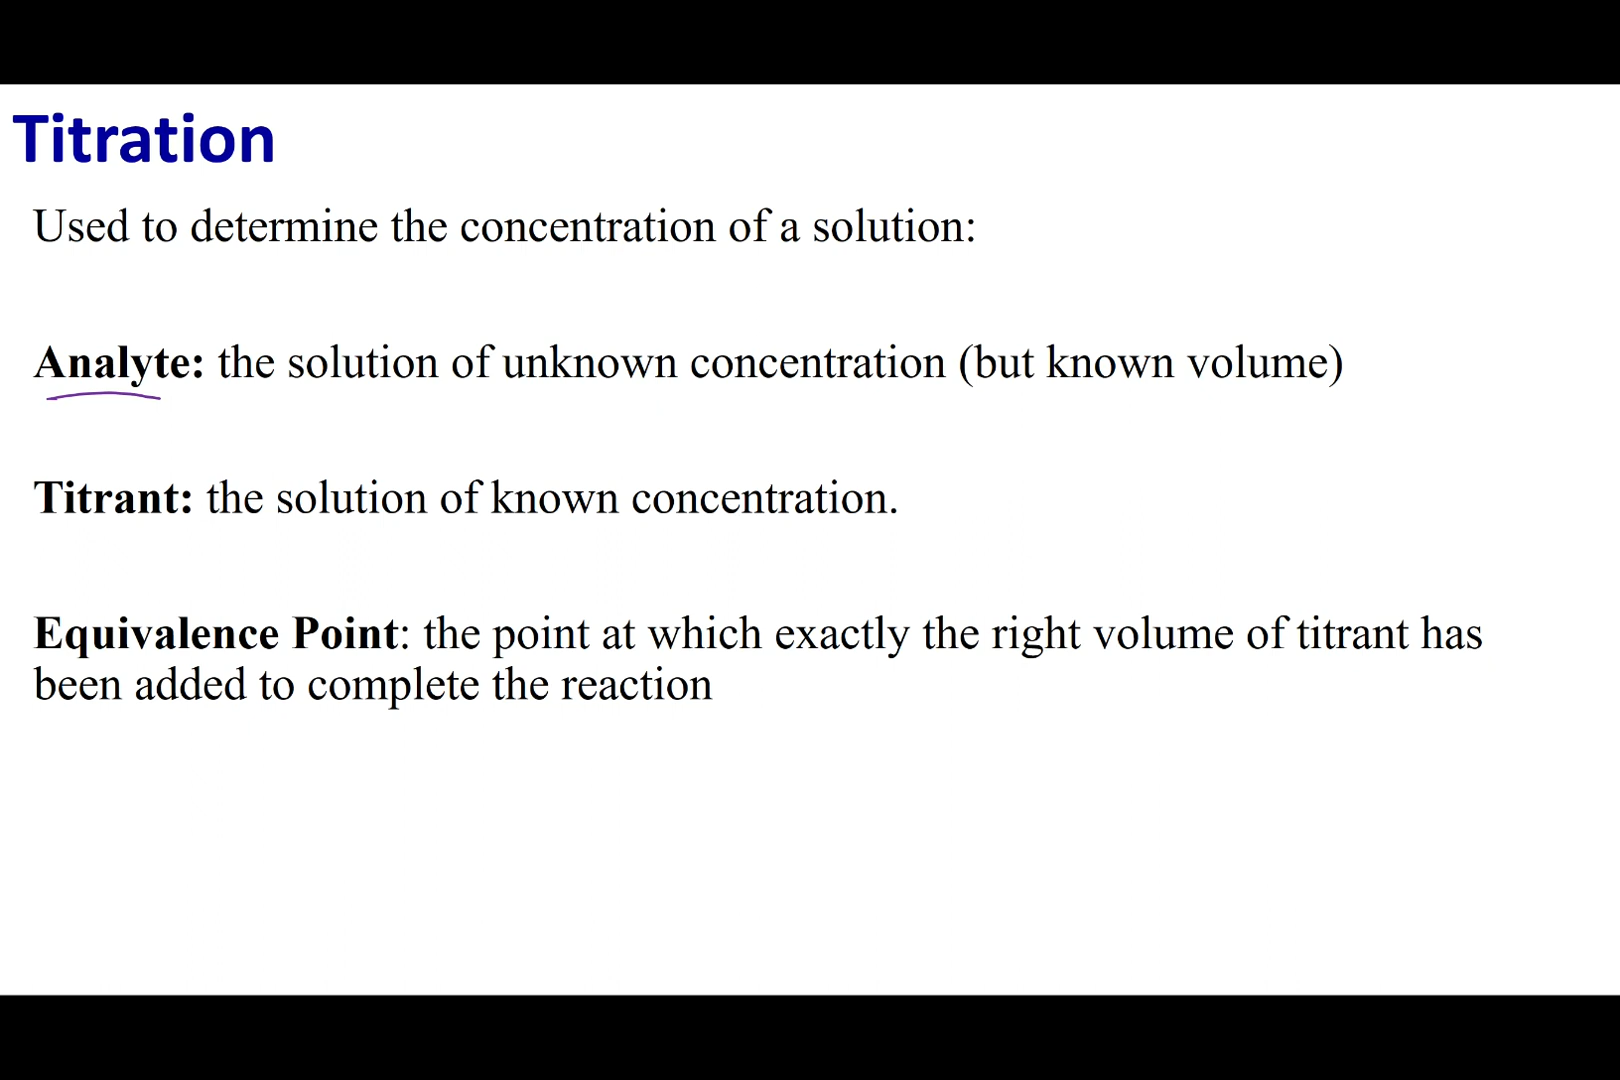 Titration
Used to determine the concentration of a solution:
Analyte: the solution of unknown concentration (but known volume)
Titrant: the solution of known concentration.
Equivalence Point: the point at which exactly the right volume of titrant has
been added to complete the reaction